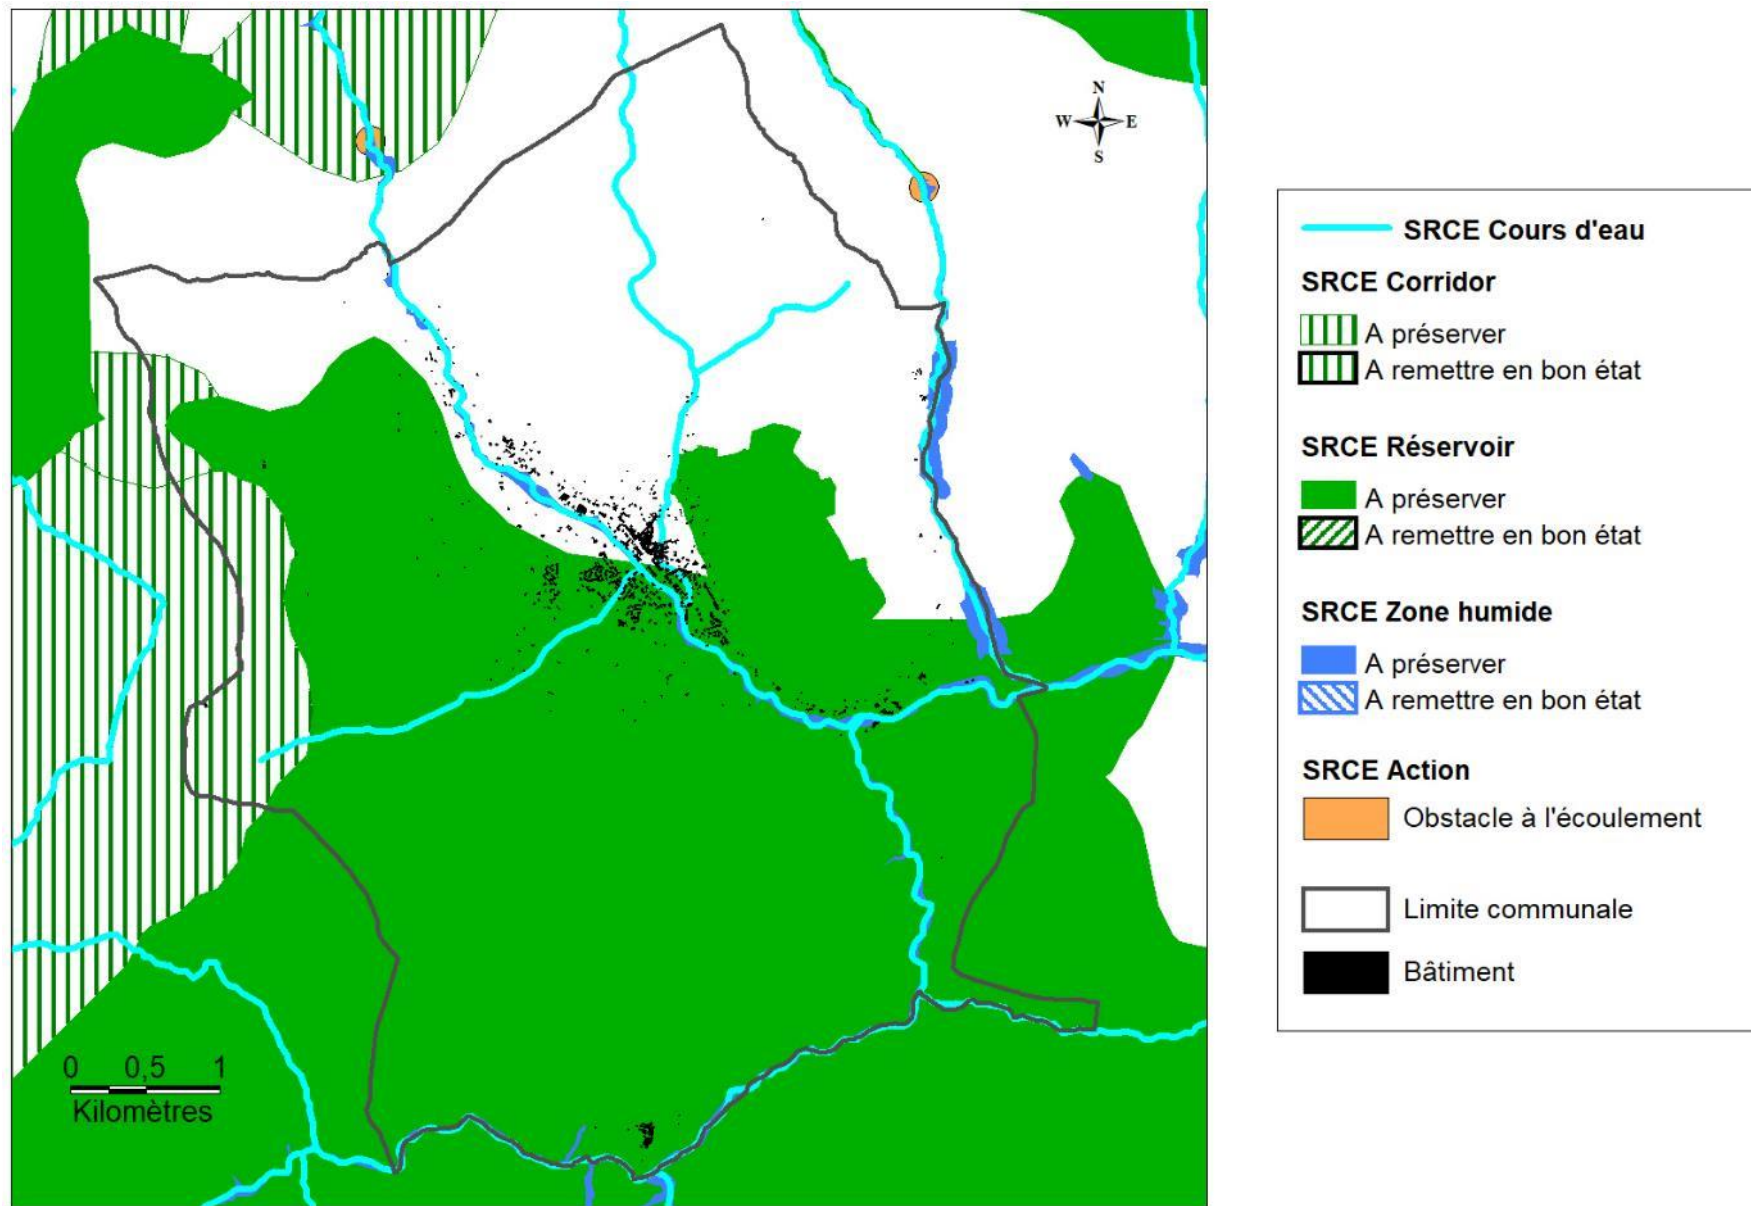 N
W E
S
0 0,5 1
Kilomètres
SRCE Cours d'eau
SRCE Corridor
A préserver
A remettre en bon état
SRCE Réservoir
A préserver
A remettre en bon état
SRCE Zone humide
A préserver
A remettre en bon état
SRCE Action
Obstacle à l'écoulement
Limite communale
Bâtiment